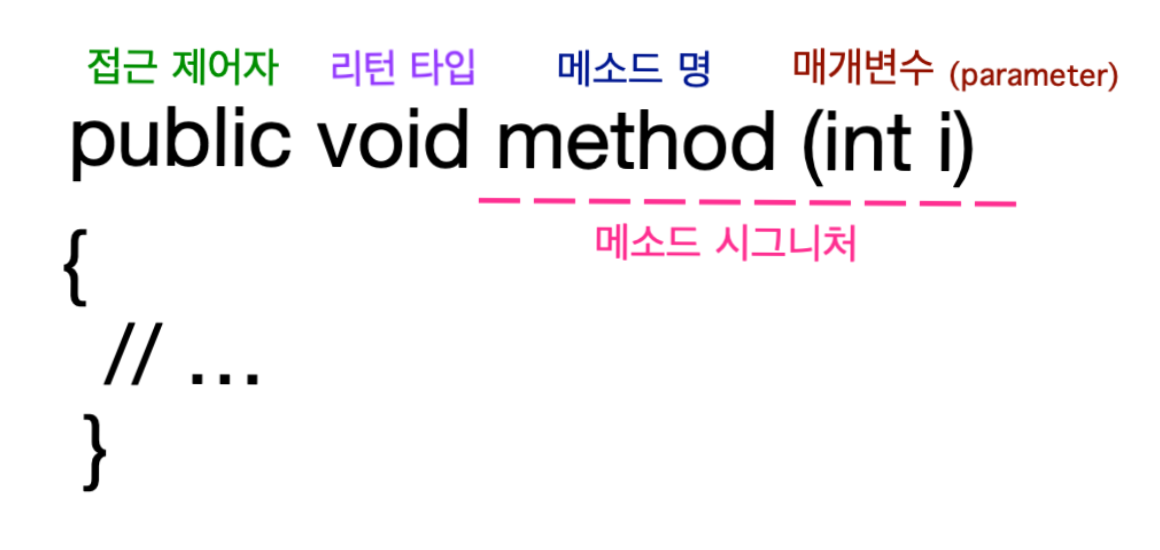 접근 제어자 리턴 타입 메소드 명 매개변수 (parameter)
public void method (int i)
메소드 시그니처
{
// ...
}